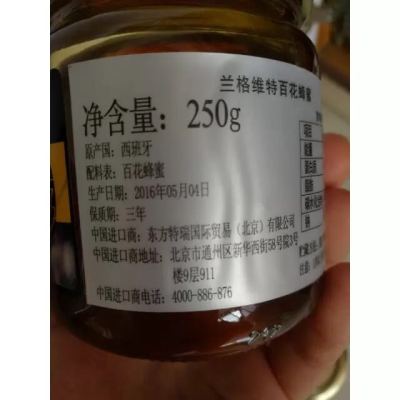 兰格维特百花蜂蜜
净含量：250g
原产国：西班牙
配料表：百花蜂蜜
生产日期：2016年05月04日
保质期：三年
中国进口商：东方特瑞国际贸易（北京）有限公司
中国进口商地址：北京市通州区新华西街58号院3号
楼9层911
中国进口商电话：4000-886-876
项目
能量
蛋白质
脂肪
碳水化合物
钠